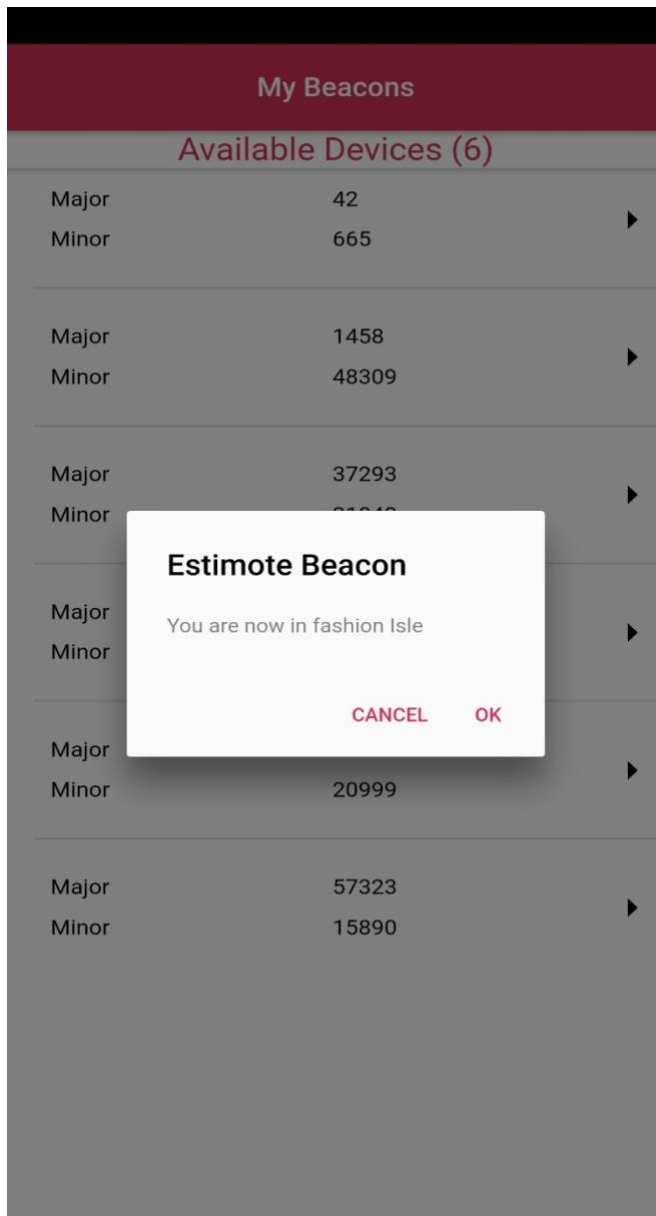 My Beacons
Available Devices (6)
Major 42
Minor 665
Major 1458
Minor 48309
Major 37293
Minor
Estimote Beacon
Major
You are now in fashion Isle
Minor
CANCEL OK
Major
Minor 20999
Major 57323
Minor 15890